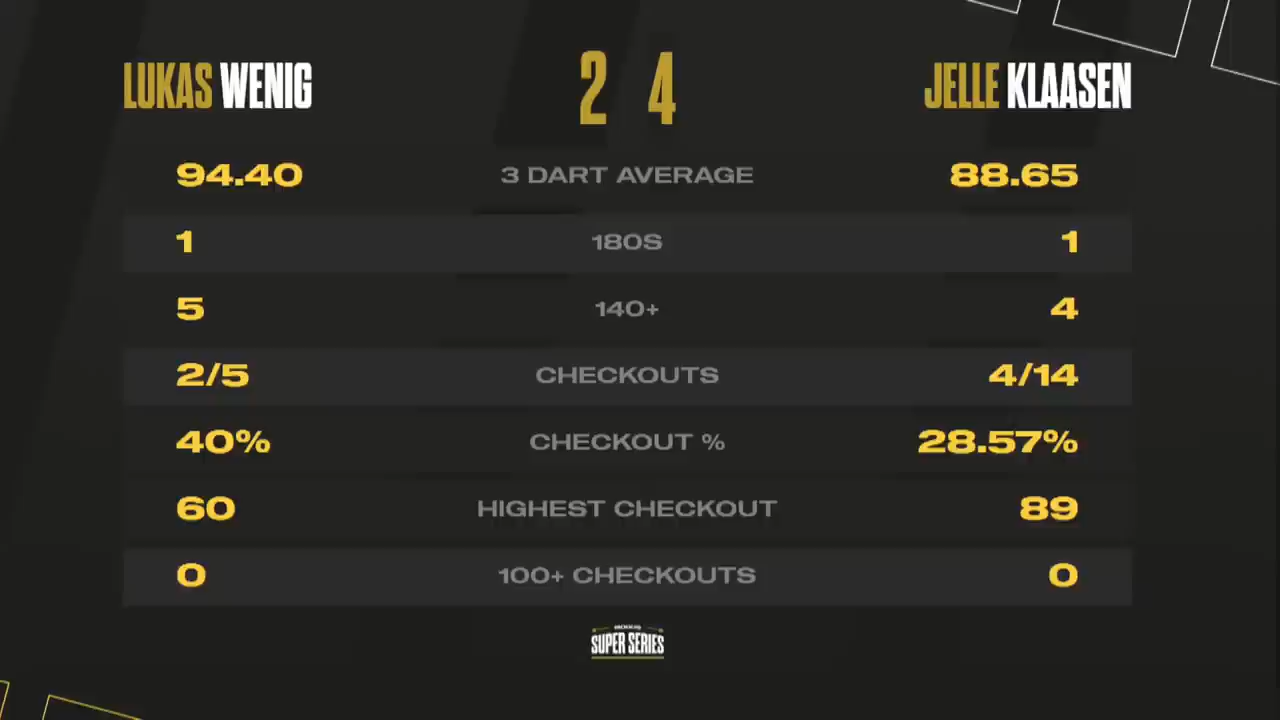 LUKAS WENIG 2 4 JELLE KLAASEN
94.40 3 DART AVERAGE 88.65
1 180S 1
5 140+ 4
2/5 CHECKOUTS 4/14
40% CHECKOUT % 28.57%
60 HIGHEST CHECKOUT 89
0 100+ CHECKOUTS 0
SUPER SERIES